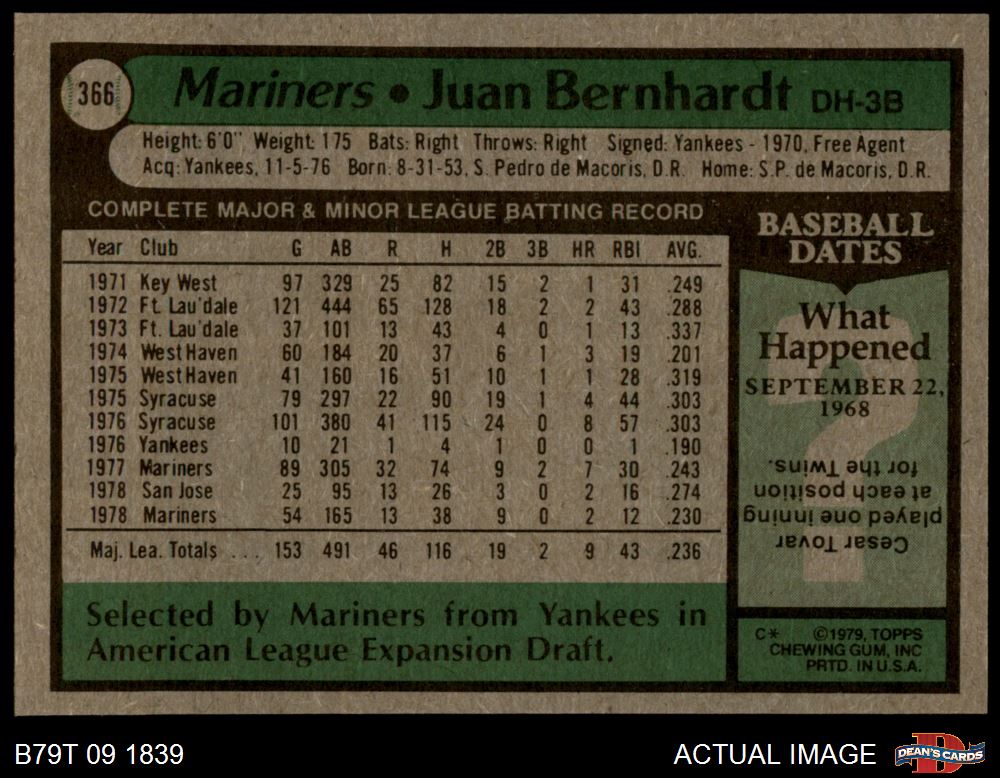 366 Mariners • Juan Bernhardt DH-3B
Height: 6'0" Weight: 175 Bats: Right Throws: Right Signed: Yankees - 1970, Free Agent
Acq: Yankees, 11-5-76 Born: 8-31-53, S. Pedro de Macoris, D.R. Home: S.P. de Macoris, D.R.
COMPLETE MAJOR & MINOR LEAGUE BATTING RECORD
Year Club G AB R H 2B 3B HR RBI AVG.
1971 Key West 97 329 25 82 15 2 1 31 .249
1972 Ft. Lau'dale 121 444 65 128 18 2 2 43 .288
1973 Ft. Lau'dale 37 101 13 43 4 0 1 13 .337
1974 West Haven 60 184 20 37 6 1 3 19 .201
1975 West Haven 41 160 16 51 10 1 1 28 .319
1975 Syracuse 79 297 22 90 19 1 4 44 .303
1976 Syracuse 101 380 41 115 24 0 8 57 .303
1976 Yankees 10 21 1 4 1 0 0 1 .190
1977 Mariners 89 305 32 74 9 2 7 30 .243
1978 San Jose 25 95 13 26 3 0 2 16 .274
1978 Mariners 54 165 13 38 9 0 2 12 .230
Maj. Lea. Totals . . . 153 491 46 116 19 2 9 43 .236
Selected by Mariners from Yankees in
American League Expansion Draft.
BASEBALL
DATES
What
Happened
SEPTEMBER 22,
1968
?
Cesar Tovar
played one inning
at each position
for the Twins.
C* ©1979, TOPPS
CHEWING GUM, INC
PRTD. IN U.S.A.
B79T 09 1839
ACTUAL IMAGE
D
DEAN'S CARDS